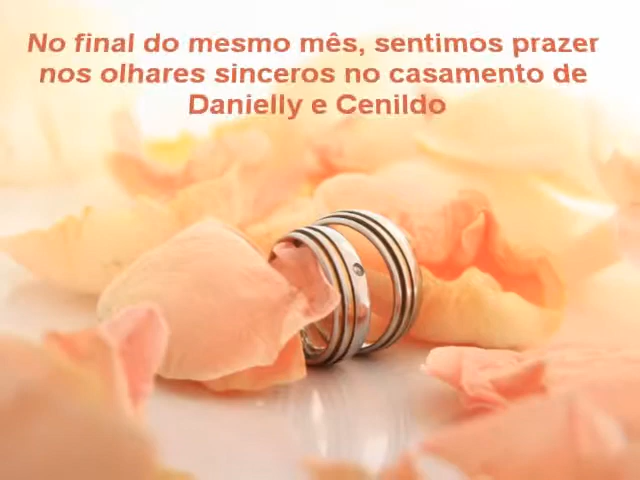 No final do mesmo mês, sentimos prazer
nos olhares sinceros no casamento de
Danielly e Cenildo